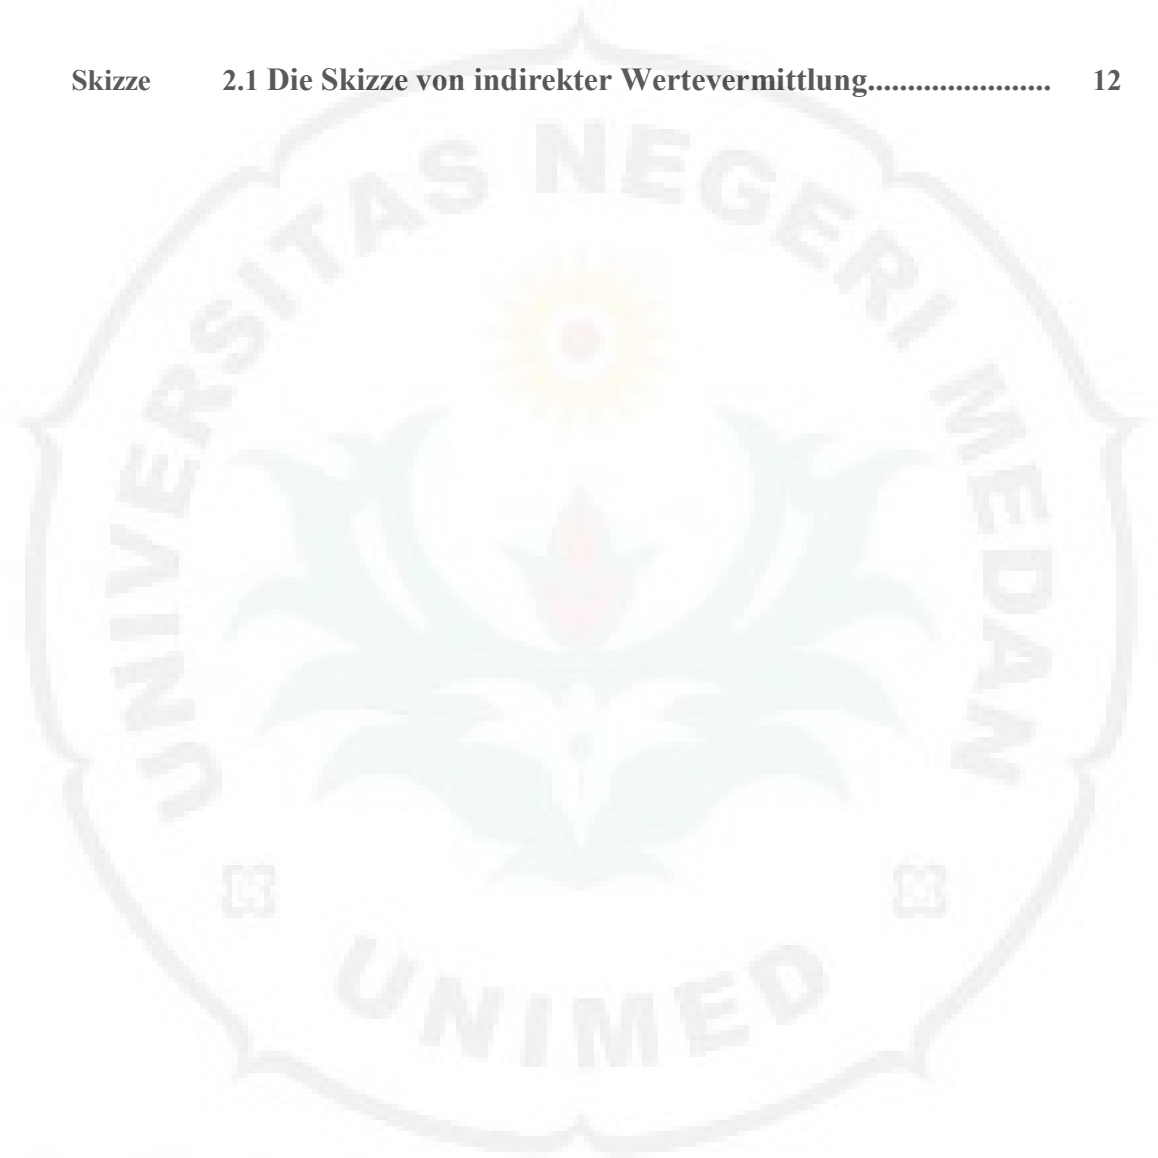 Skizze 2.1 Die Skizze von indirekter Wertevermittlung....................... 12
UNIVERSITAS NEGERI MEDAN
UNIMED